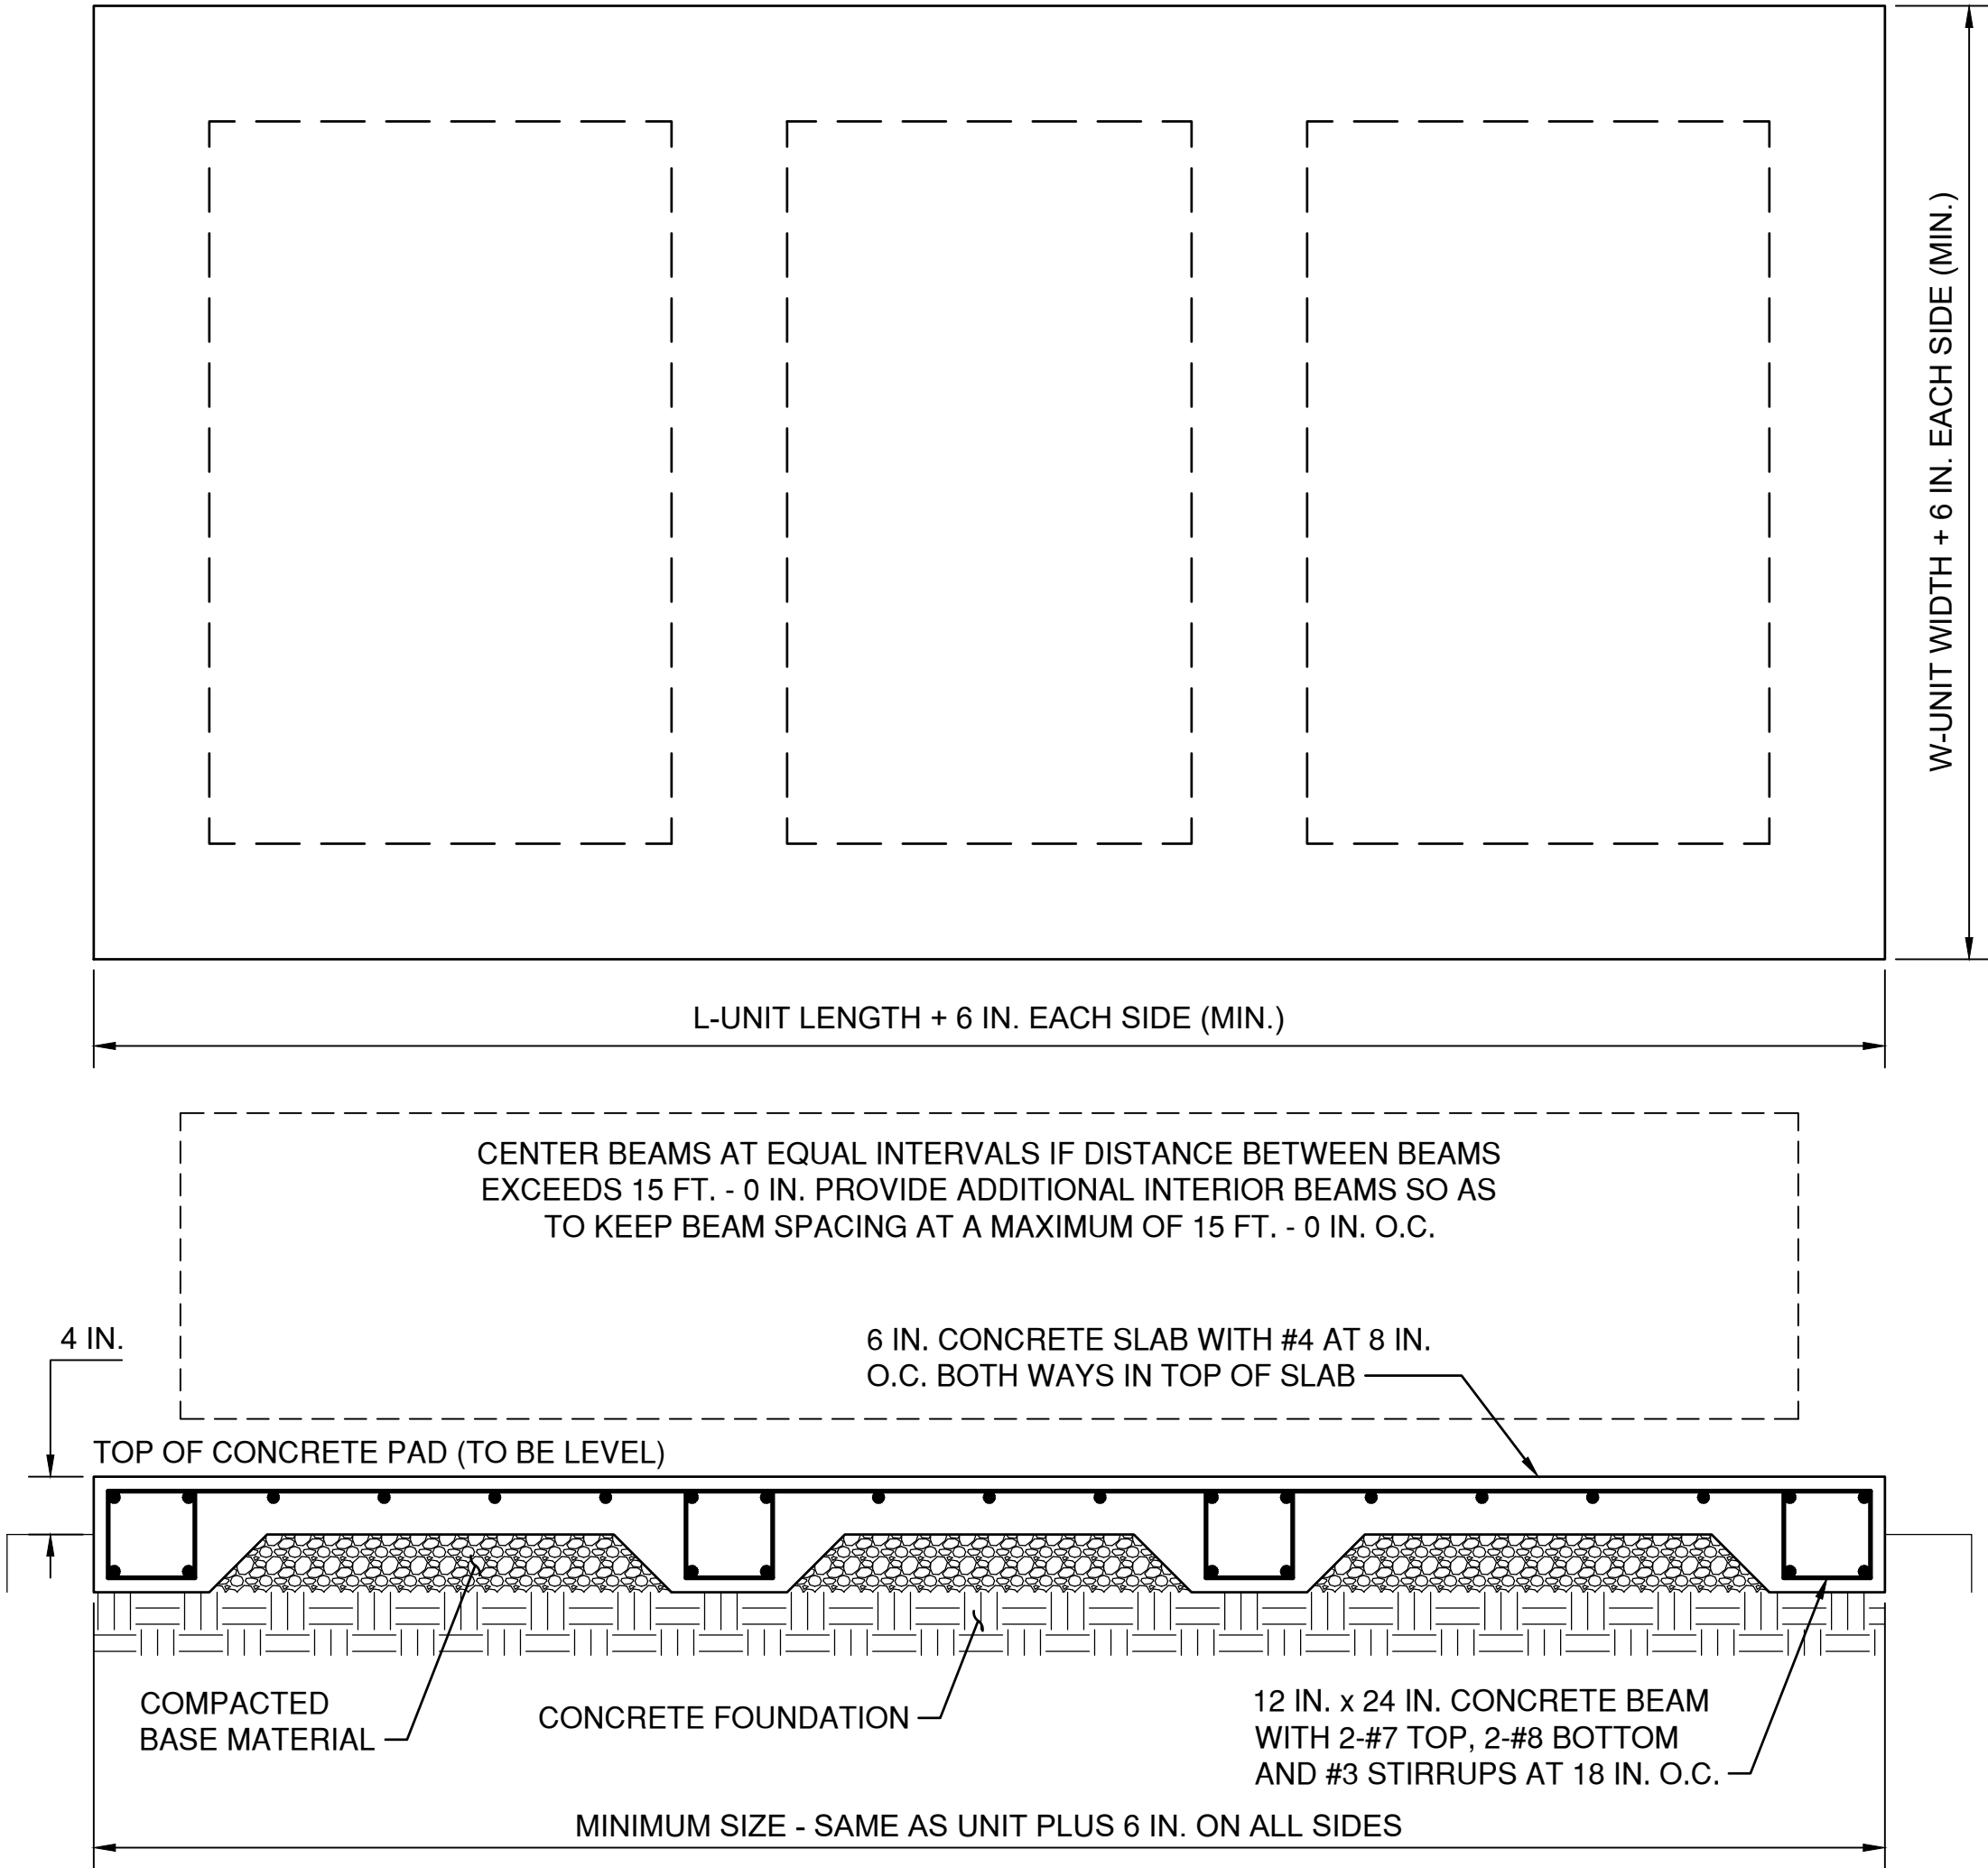 W-UNIT WIDTH + 6 IN. EACH SIDE (MIN.)
L-UNIT LENGTH + 6 IN. EACH SIDE (MIN.)
CENTER BEAMS AT EQUAL INTERVALS IF DISTANCE BETWEEN BEAMS
EXCEEDS 15 FT. - 0 IN. PROVIDE ADDITIONAL INTERIOR BEAMS SO AS
TO KEEP BEAM SPACING AT A MAXIMUM OF 15 FT. - 0 IN. O.C.
4 IN.
6 IN. CONCRETE SLAB WITH #4 AT 8 IN.
O.C. BOTH WAYS IN TOP OF SLAB
TOP OF CONCRETE PAD (TO BE LEVEL)
COMPACTED
BASE MATERIAL
CONCRETE FOUNDATION
12 IN. x 24 IN. CONCRETE BEAM
WITH 2-#7 TOP, 2-#8 BOTTOM
AND #3 STIRRUPS AT 18 IN. O.C.
MINIMUM SIZE - SAME AS UNIT PLUS 6 IN. ON ALL SIDES